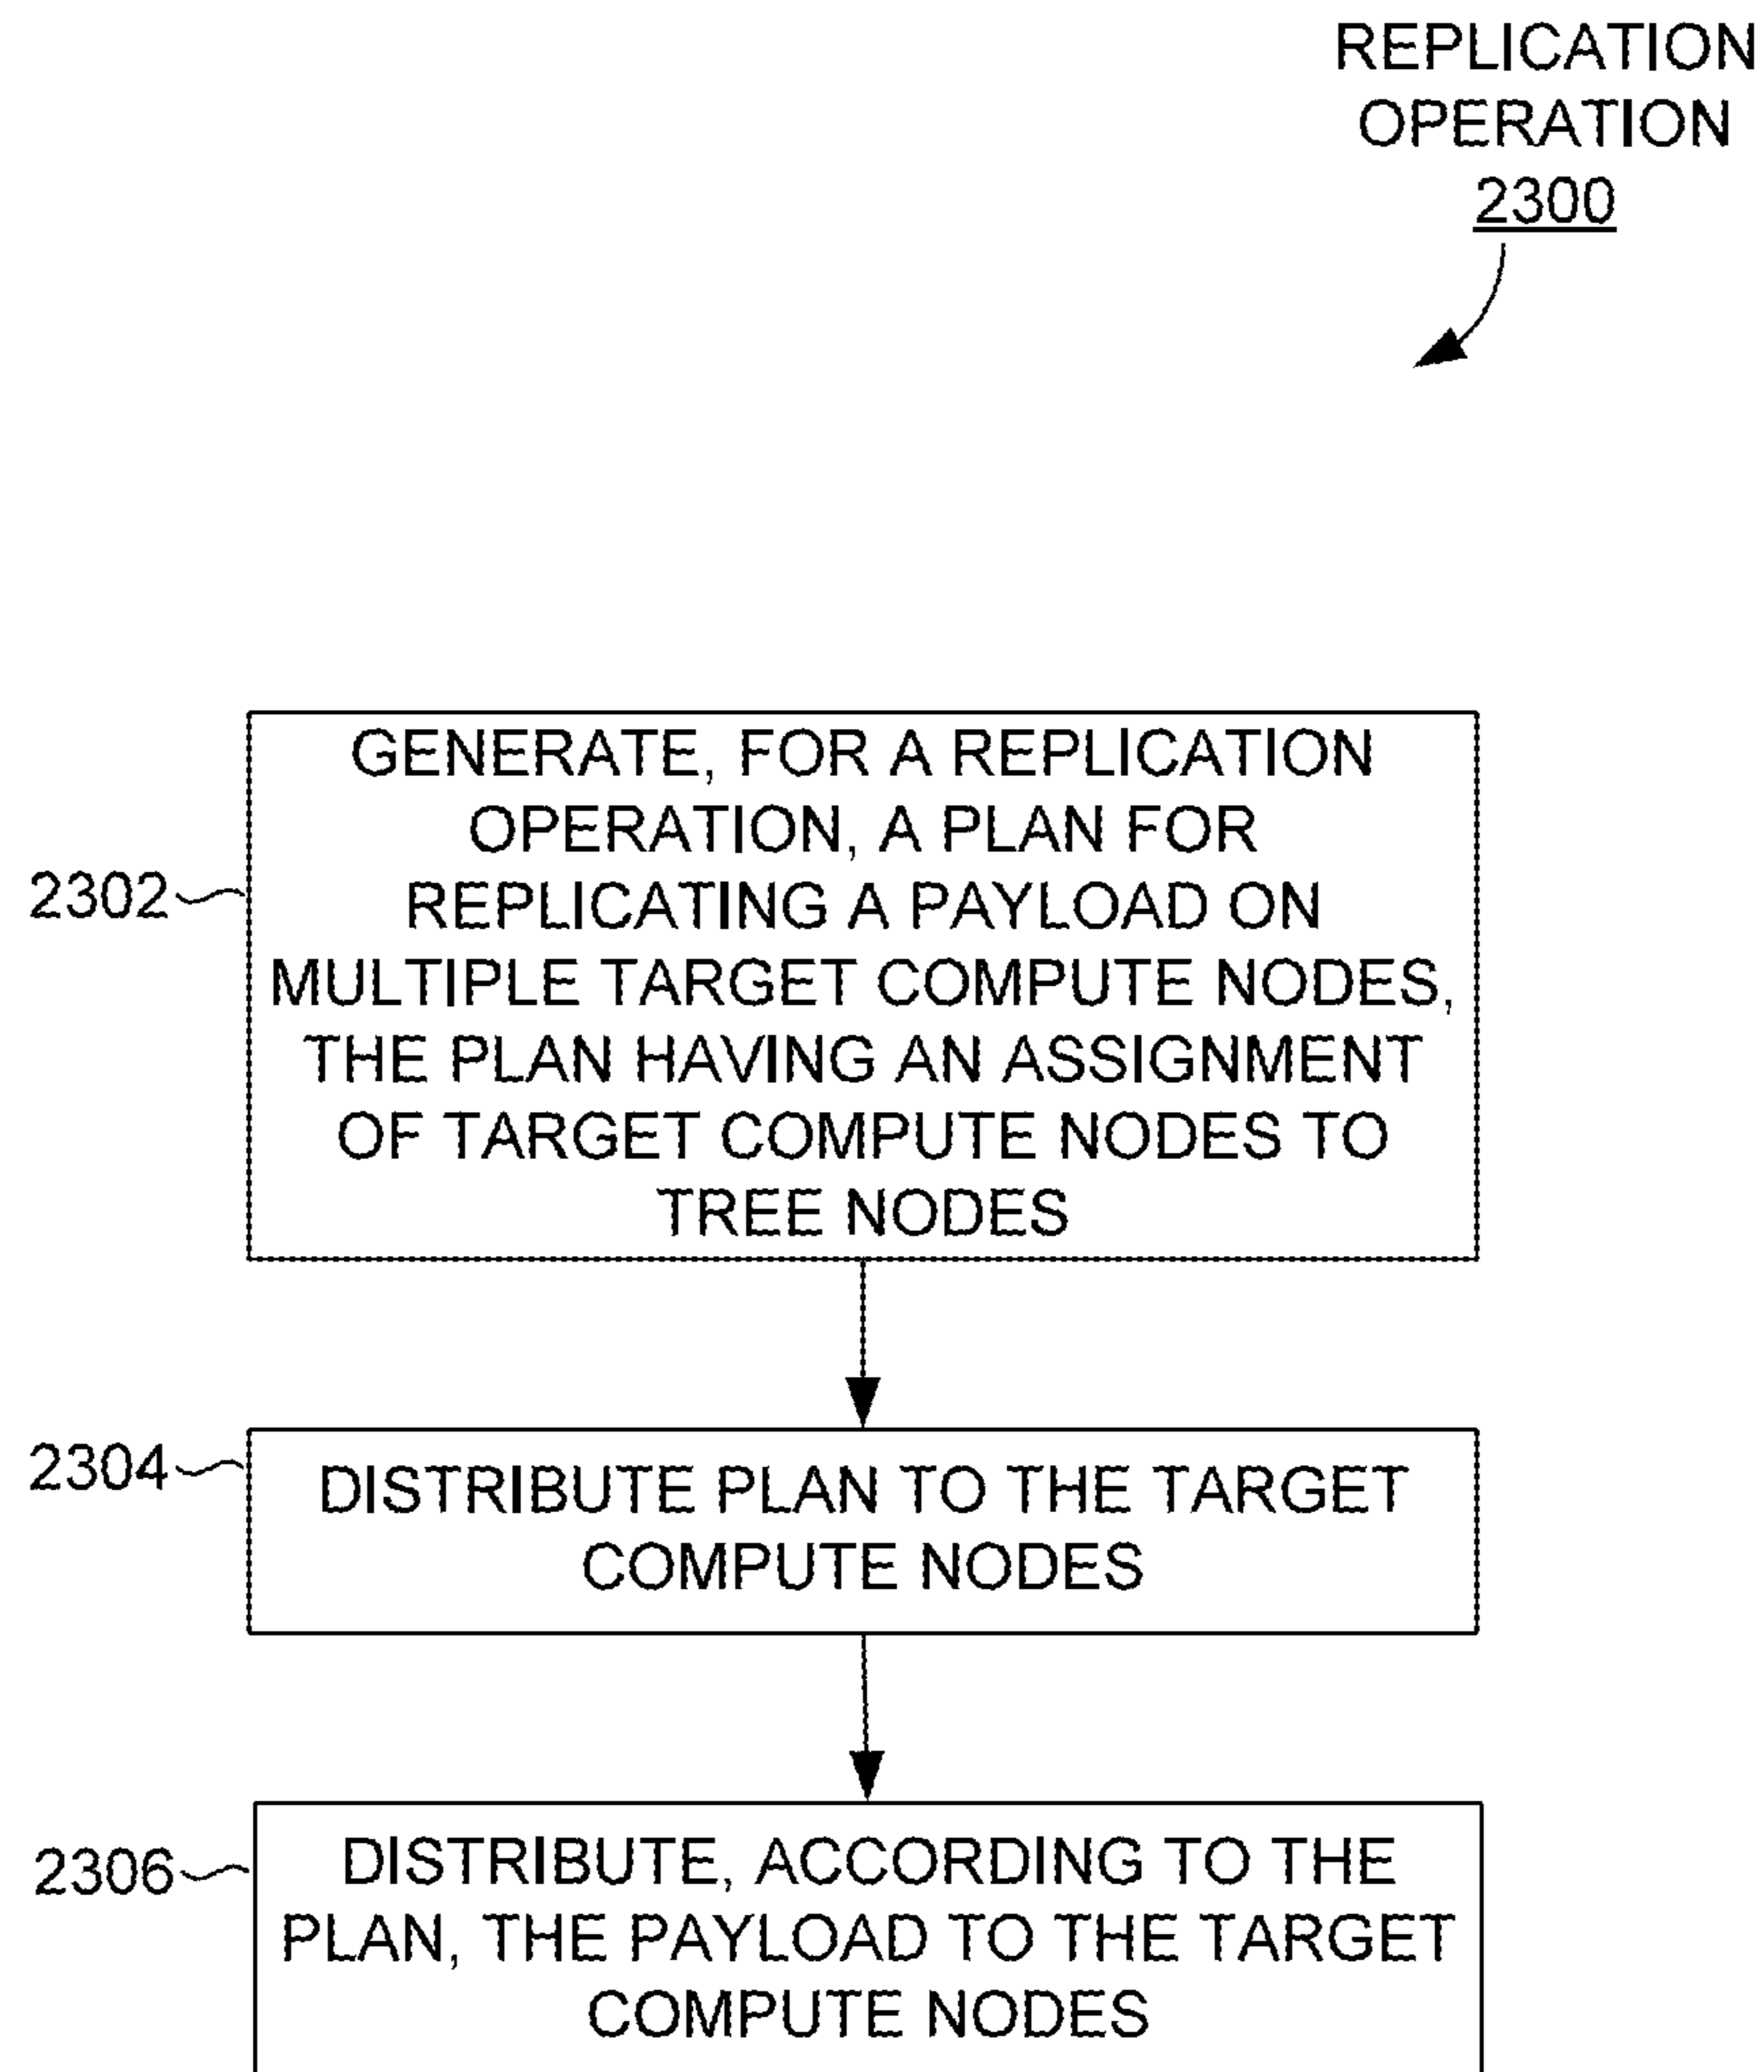 REPLICATION
OPERATION
2300
2302
GENERATE, FOR A REPLICATION
OPERATION, A PLAN FOR
REPLICATING A PAYLOAD ON
MULTIPLE TARGET COMPUTE NODES,
THE PLAN HAVING AN ASSIGNMENT
OF TARGET COMPUTE NODES TO
TREE NODES
2304
DISTRIBUTE PLAN TO THE TARGET
COMPUTE NODES
2306
DISTRIBUTE, ACCORDING TO THE
PLAN, THE PAYLOAD TO THE TARGET
COMPUTE NODES